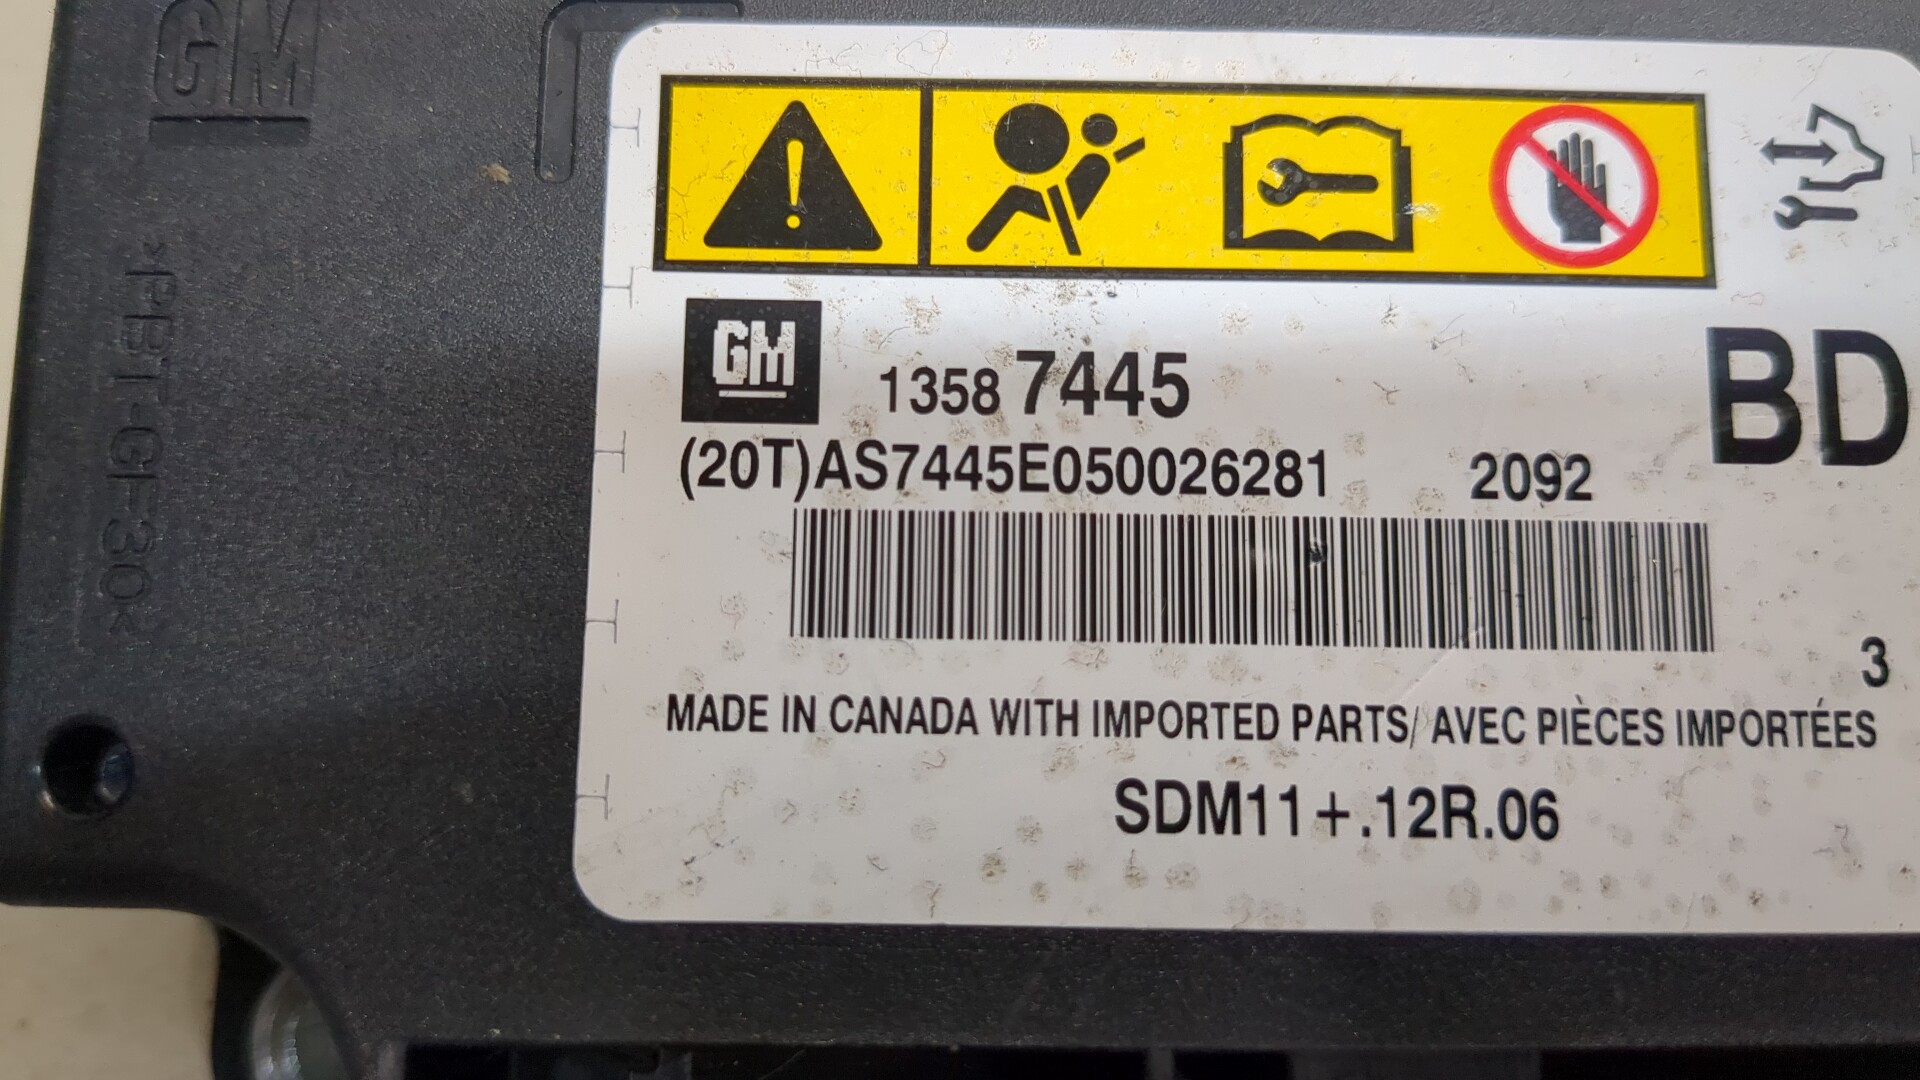 GM
>PBT-GF30<
GM
1358 7445
BD
(20T)AS7445E050026281 2092
3
MADE IN CANADA WITH IMPORTED PARTS/ AVEC PIÈCES IMPORTÉES
SDM11+.12R.06